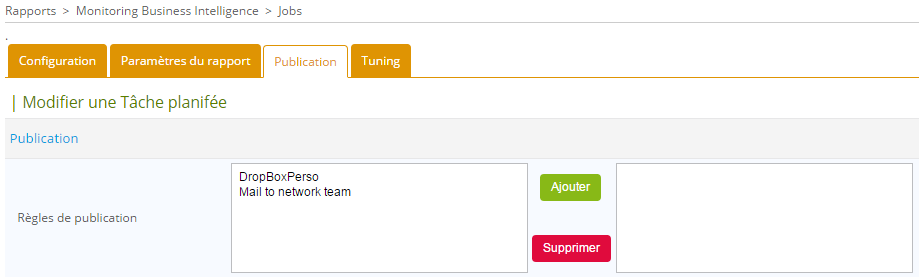 Rapports > Monitoring Business Intelligence > Jobs
.
Configuration Paramètres du rapport Publication Tuning
| Modifier une Tâche planifée
Publication
DropBoxPerso
Mail to network team
Ajouter
Règles de publication
Supprimer